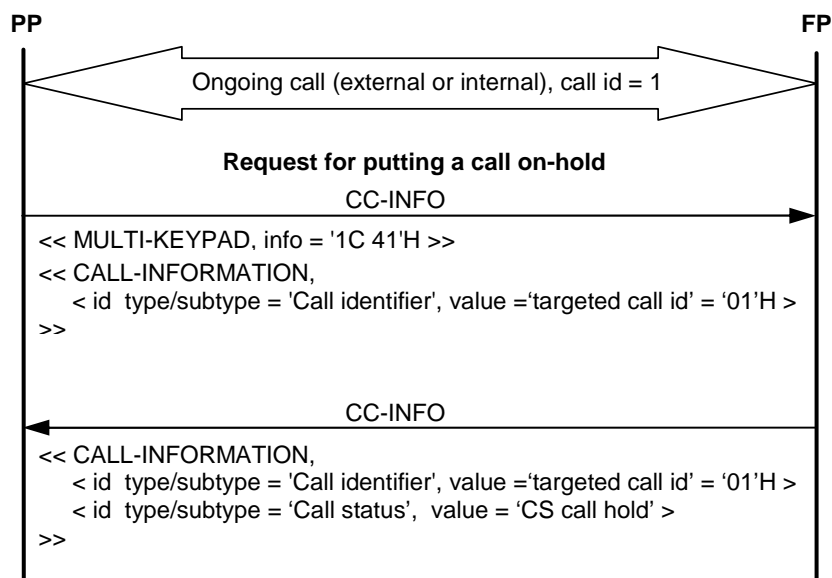 PP FP
Ongoing call (external or internal), call id = 1
Request for putting a call on-hold
CC-INFO
<< MULTI-KEYPAD, info = '1C 41'H >>
<< CALL-INFORMATION,
< id type/subtype = 'Call identifier', value =‘targeted call id’ = ‘01’H >
>>
CC-INFO
<< CALL-INFORMATION,
< id type/subtype = 'Call identifier', value =‘targeted call id’ = ‘01’H >
< id type/subtype = ‘Call status’, value = ‘CS call hold’ >
>>